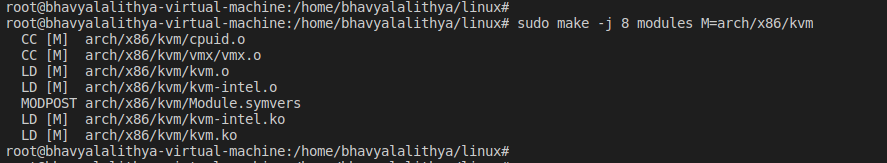 root@bhavyalalithya-virtual-machine:/home/bhavyalalithya/linux#
root@bhavyalalithya-virtual-machine:/home/bhavyalalithya/linux# sudo make -j 8 modules M=arch/x86/kvm
  CC [M]  arch/x86/kvm/cpuid.o
  CC [M]  arch/x86/kvm/vmx/vmx.o
  LD [M]  arch/x86/kvm/kvm.o
  LD [M]  arch/x86/kvm/kvm-intel.o
  MODPOST arch/x86/kvm/Module.symvers
  LD [M]  arch/x86/kvm/kvm-intel.ko
  LD [M]  arch/x86/kvm/kvm.ko
root@bhavyalalithya-virtual-machine:/home/bhavyalalithya/linux#
root@bhavyalalithya-virtual-machine:/home/bhavyalalithya/linux#